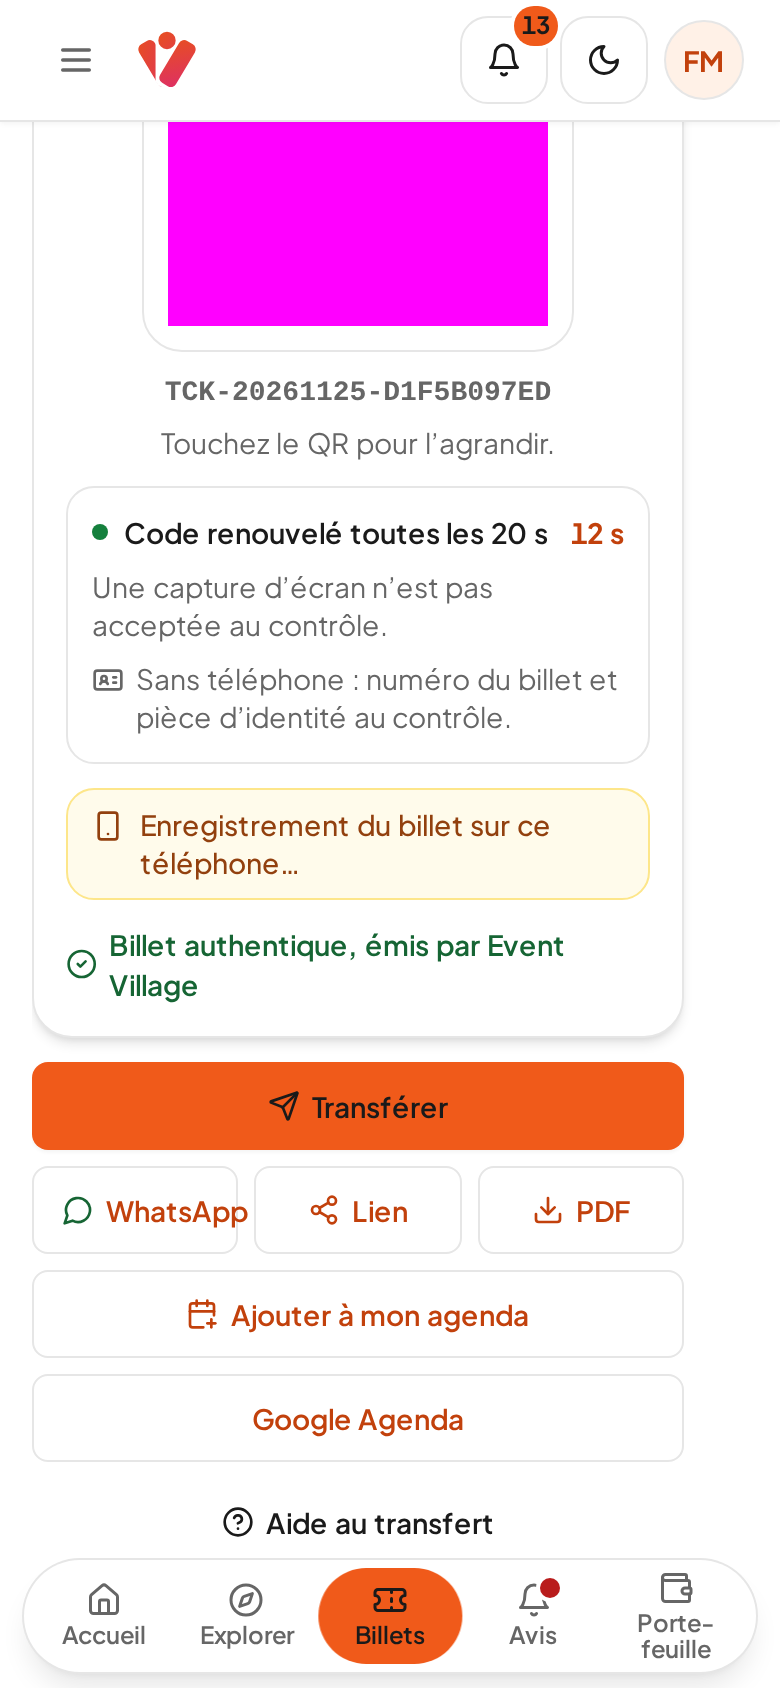 13
FM
TCK-20261125-D1F5B097ED
Touchez le QR pour l’agrandir.
Code renouvelé toutes les 20 s 12 s
Une capture d’écran n’est pas
acceptée au contrôle.
Sans téléphone : numéro du billet et
pièce d’identité au contrôle.
Enregistrement du billet sur ce
téléphone…
Billet authentique, émis par Event
Village
Transférer
WhatsApp
Lien
PDF
Ajouter à mon agenda
Google Agenda
Aide au transfert
Accueil
Explorer
Billets
Avis
Porte-
feuille